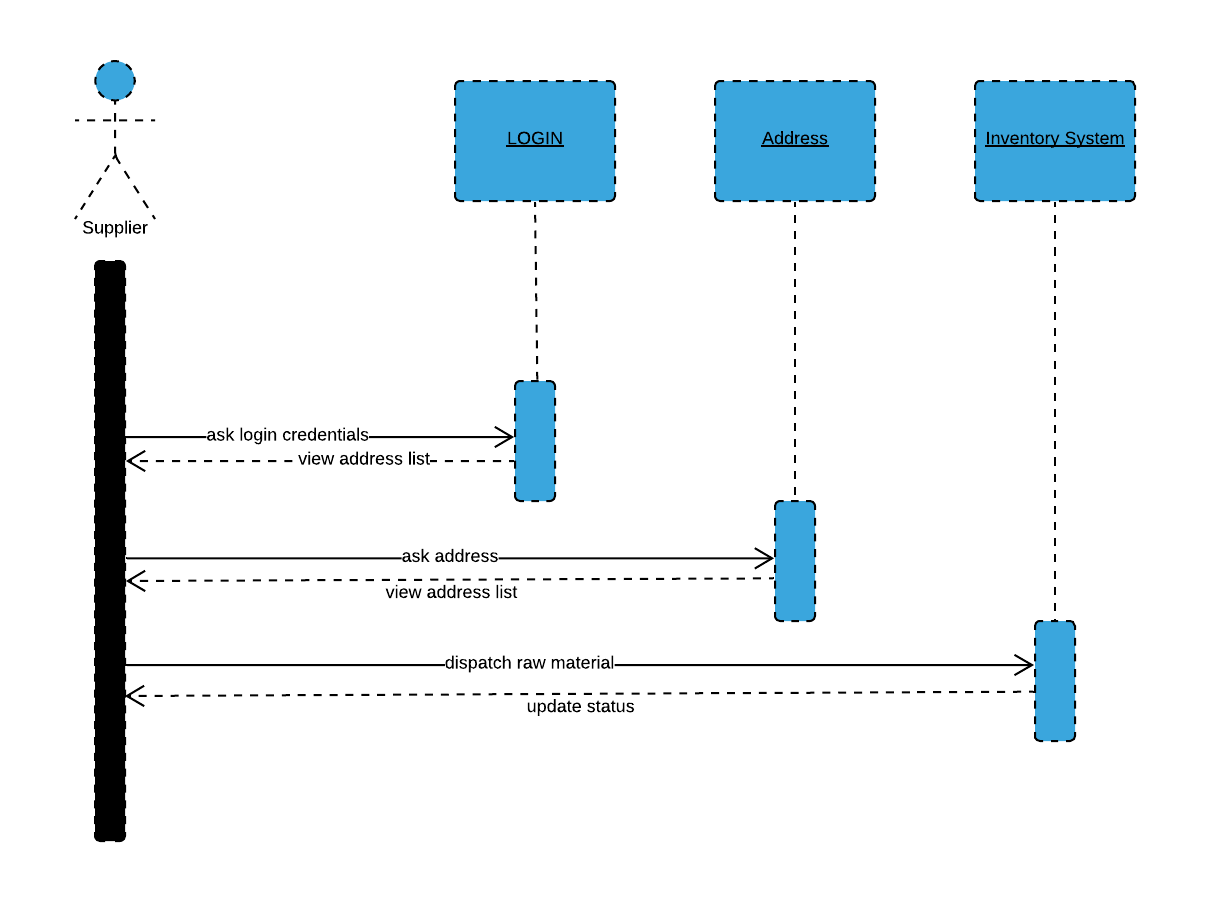 LOGIN
Address
Inventory System
Supplier
ask login credentials
view address list
ask address
view address list
dispatch raw material
update status